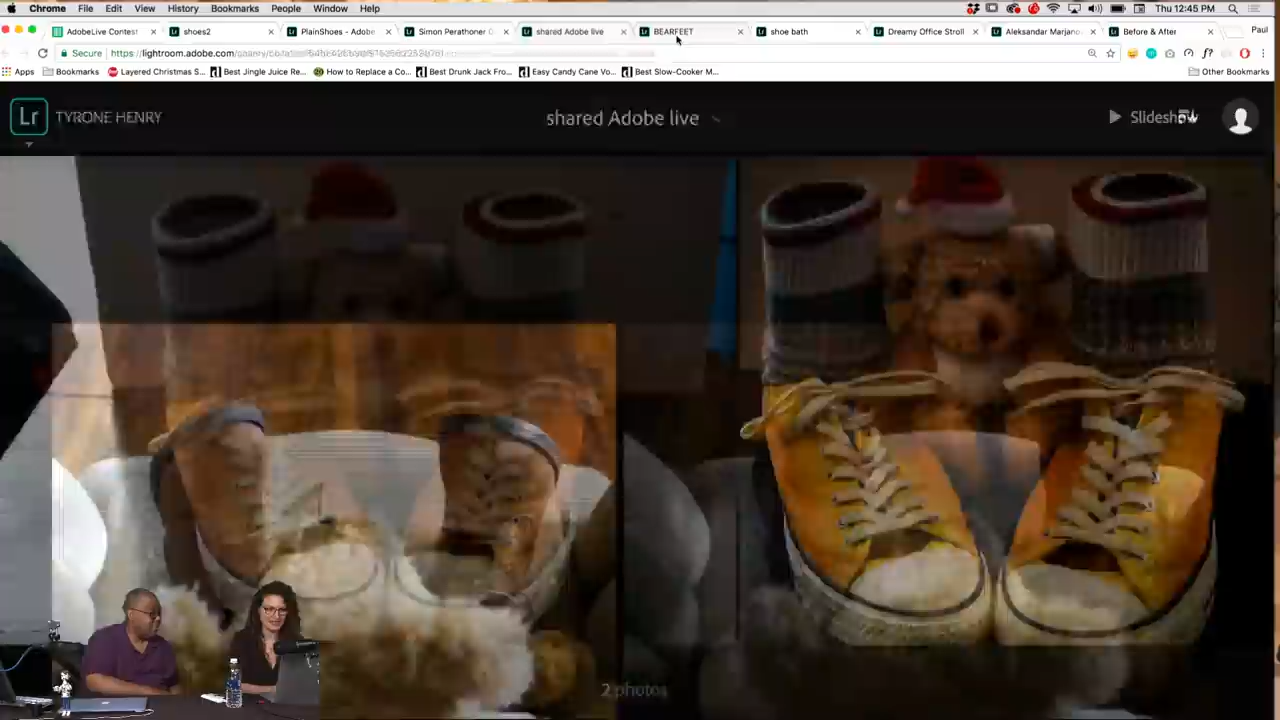 Chrome File Edit View History Bookmarks People Window Help Thu 12:45 PM
AdobeLive Contest shoes2 PlainShoes - Adobe Simon Perathoner shared Adobe live BEARFEET shoe bath Dreamy Office Stroll Aleksandar Marjano Before & After Paul
Secure https://lightroom.adobe.com/
Apps Bookmarks Layered Christmas S... Best Jingle Juice Re... How to Replace a Co... Best Drunk Jack Fro... Easy Candy Cane Vo... Best Slow-Cooker M... Other Bookmarks
Lr TYRONE HENRY shared Adobe live Slideshow
2 photos